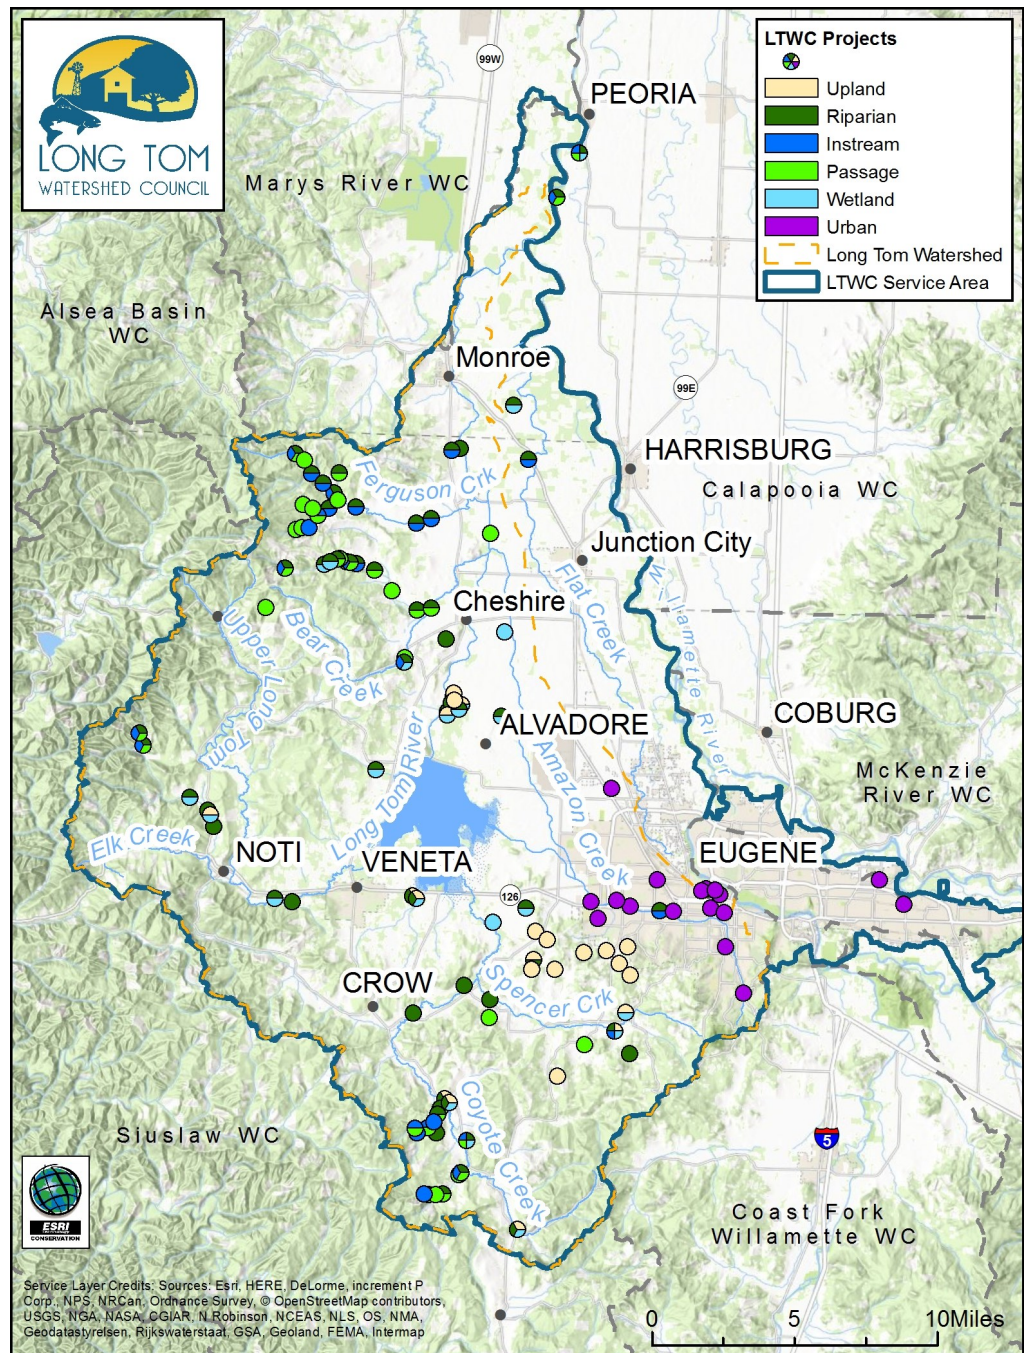 LONG TOM
WATERSHED COUNCIL
99W
PEORIA
LTWC Projects
Upland
Riparian
Instream
Passage
Wetland
Urban
Long Tom Watershed
LTWC Service Area
Marys River WC
Alsea Basin
WC
Monroe
99E
HARRISBURG
Calapooia WC
Ferguson Crk
Junction City
Flat Creek
Willamette River
Cheshire
Bear Creek
Upper Long Tom
COBURG
ALVADORE
McKenzie
River WC
Long Tom River
Amazon Creek
Elk Creek
NOTI
VENETA
EUGENE
126
CROW
Spencer Crk
Coyote Creek
Siuslaw WC
5
Coast Fork
Willamette WC
ESRI
CONSERVATION
Service Layer Credits: Sources: Esri, HERE, DeLorme, increment P
Corp., NPS, NRCan, Ordnance Survey, © OpenStreetMap contributors,
USGS, NGA, NASA, CGIAR, N Robinson, NCEAS, NLS, OS, NMA,
Geodatastyrelsen, Rijkswaterstaat, GSA, Geoland, FEMA, Intermap
0 5 10Miles